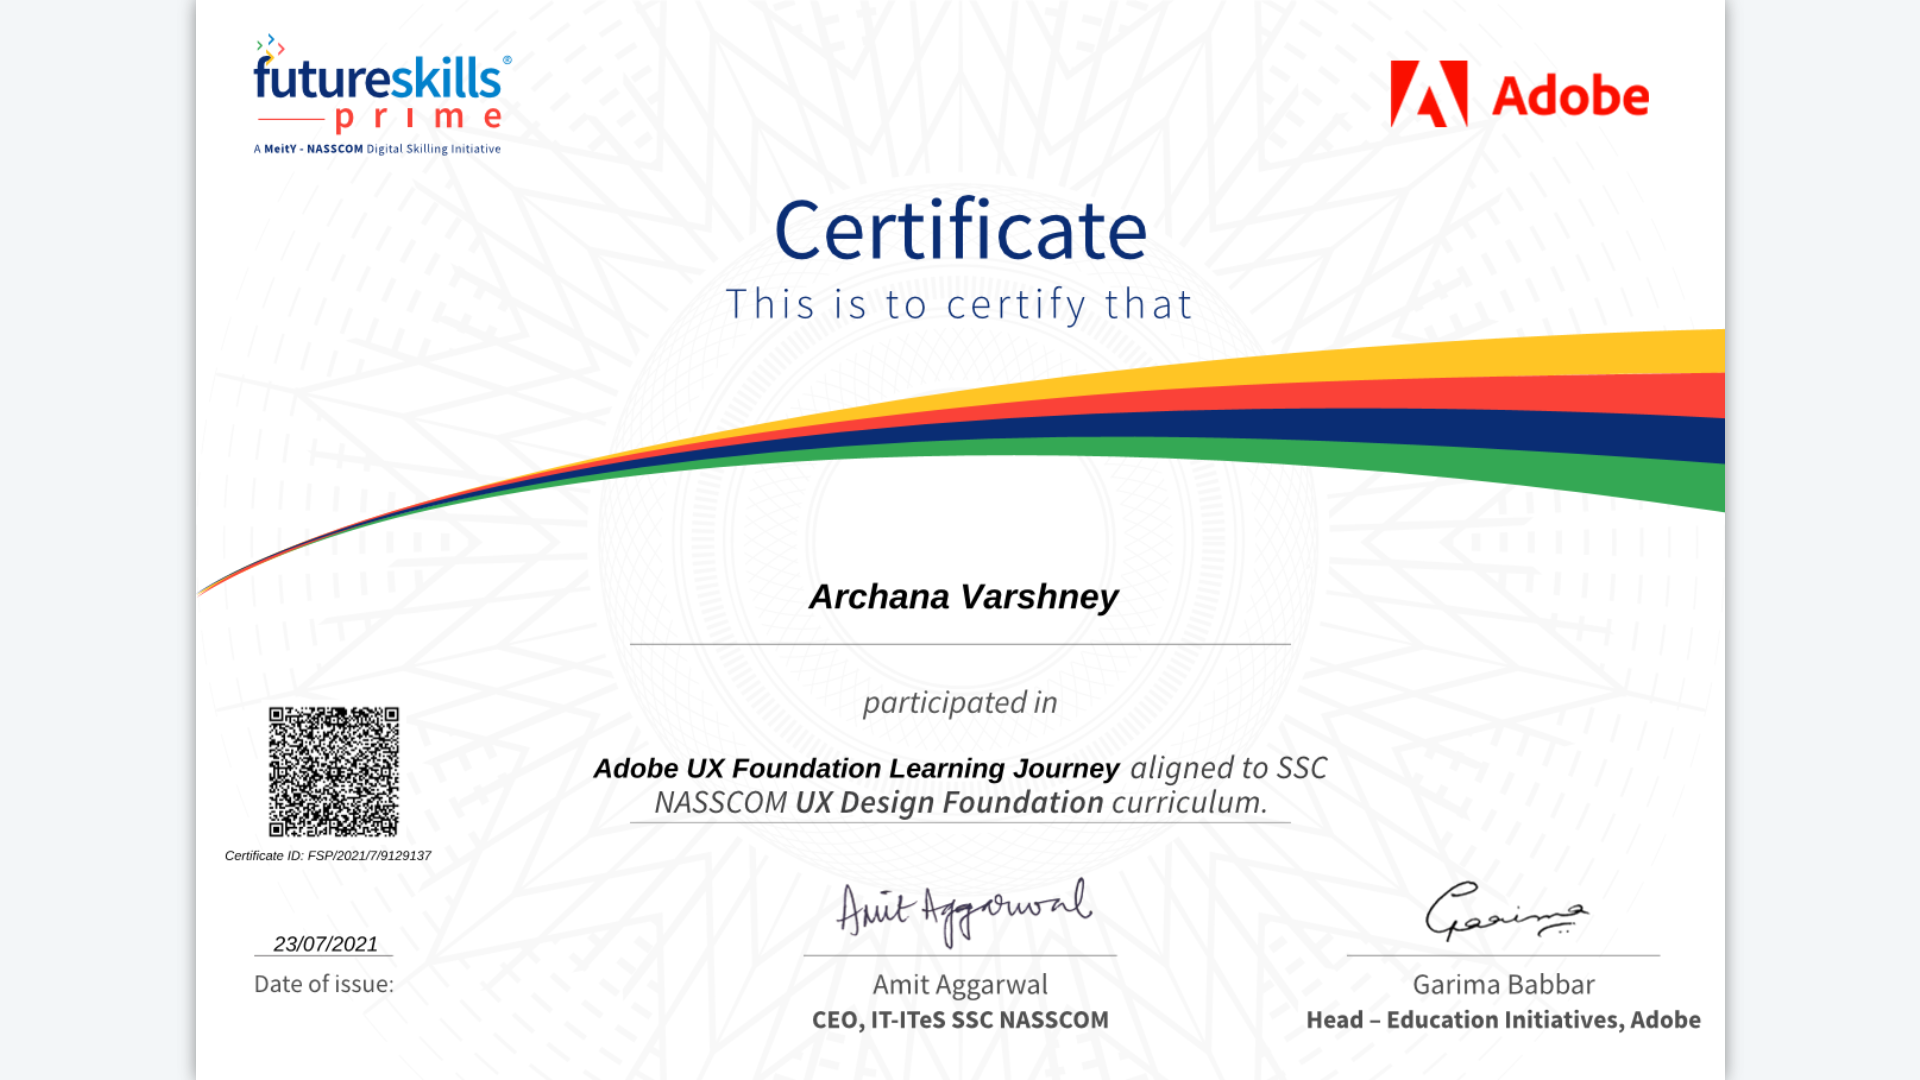 futureskills®
prime
A MeitY - NASSCOM Digital Skilling Initiative
Adobe
Certificate
This is to certify that
Archana Varshney
participated in
Adobe UX Foundation Learning Journey aligned to SSC
NASSCOM UX Design Foundation curriculum.
Certificate ID: FSP/2021/7/9129137
23/07/2021
Date of issue:
Amit Aggarwal
Amit Aggarwal
CEO, IT-ITeS SSC NASSCOM
Garima
Garima Babbar
Head – Education Initiatives, Adobe